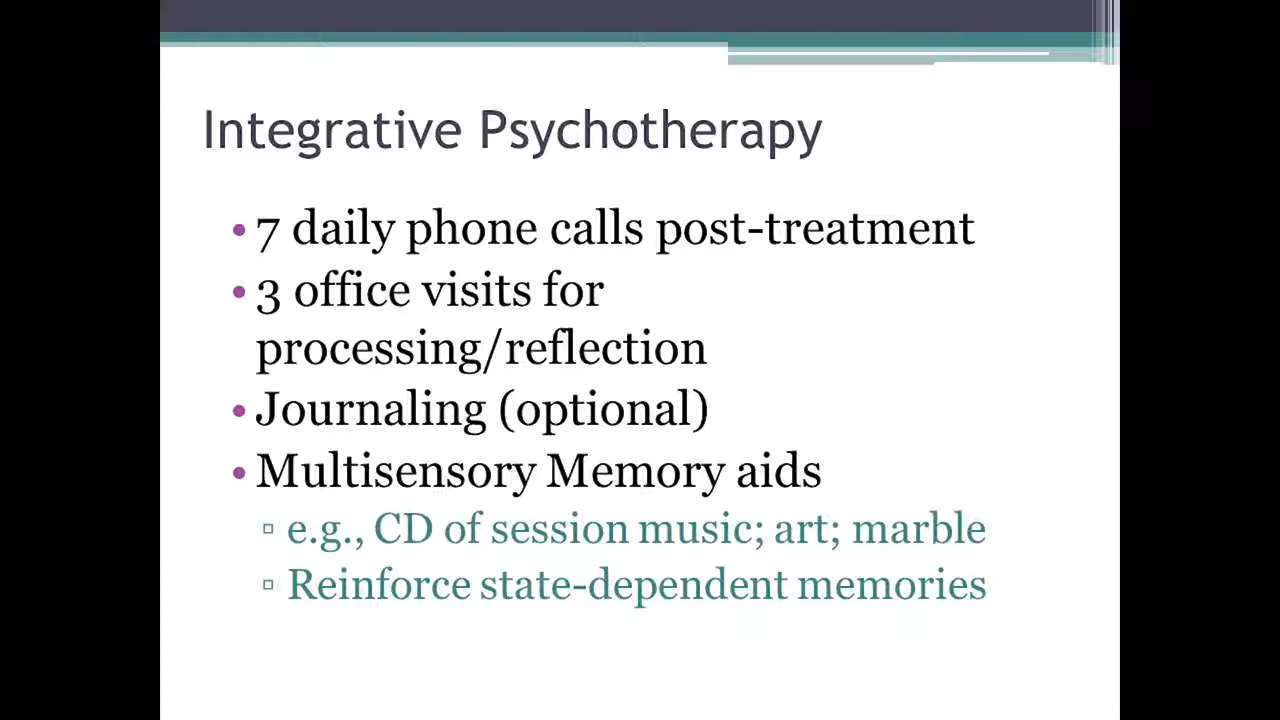 Integrative Psychotherapy
• 7 daily phone calls post-treatment
• 3 office visits for
processing/reflection
• Journaling (optional)
• Multisensory Memory aids
▫ e.g., CD of session music; art; marble
▫ Reinforce state-dependent memories